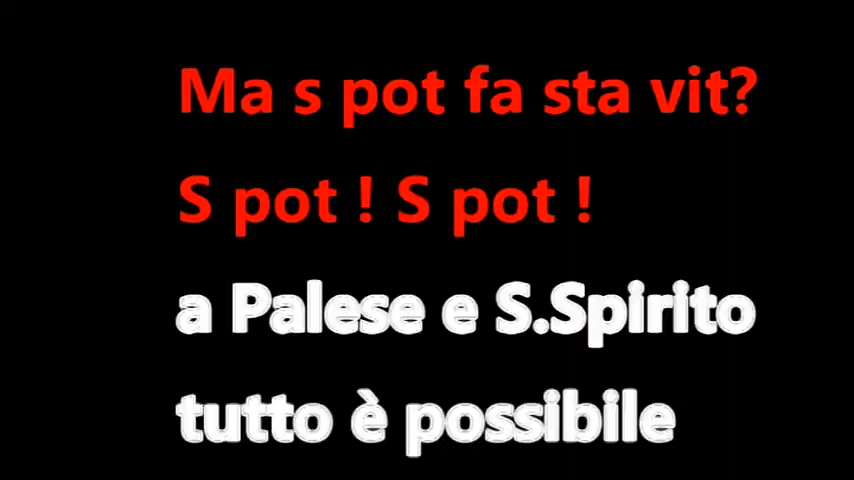 Ma s pot fa sta vit?
S pot ! S pot !
a Palese e S.Spirito
tutto è possibile